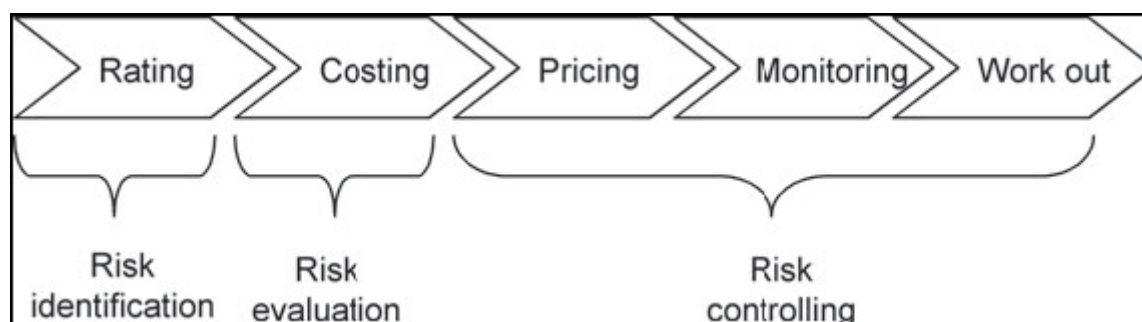 Rating
Costing
Pricing
Monitoring
Work out
Risk
identification
Risk
evaluation
Risk
controlling